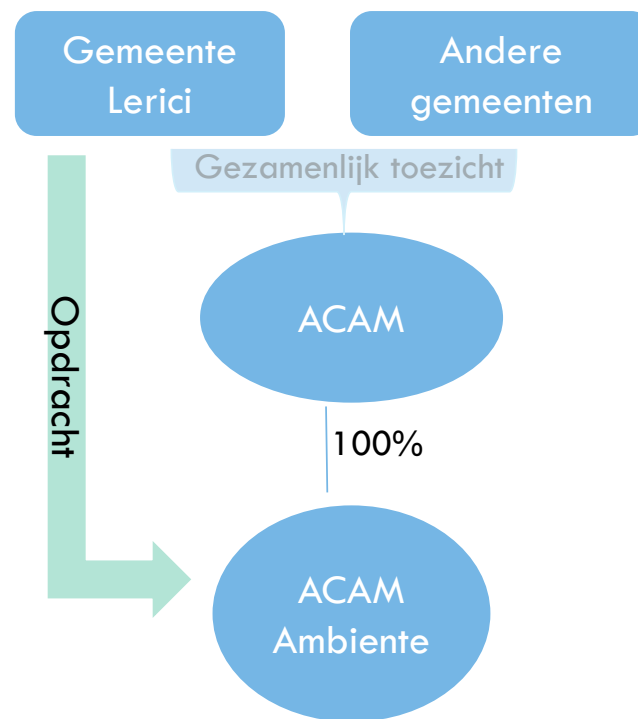 Gemeente
Lerici
Andere
gemeenten
Gezamenlijk toezicht
Opdracht
ACAM
100%
ACAM
Ambiente